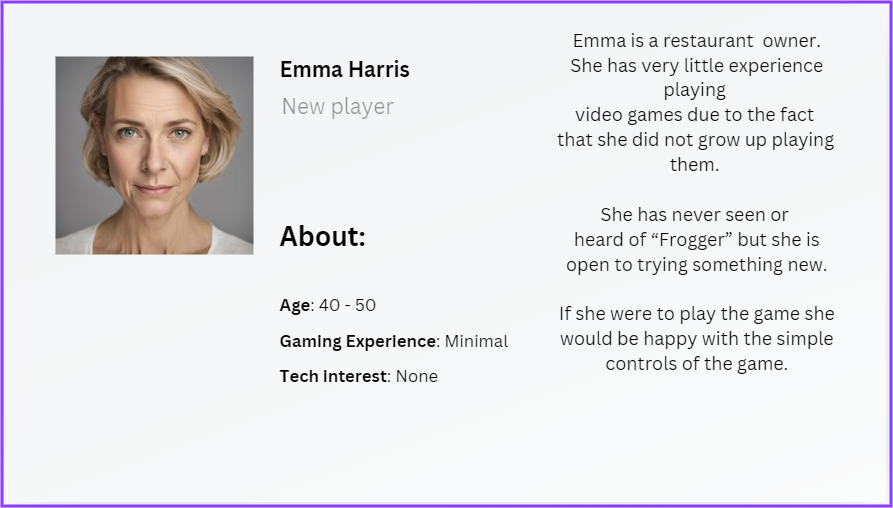 Emma Harris
New player
About:
Age: 40 - 50
Gaming Experience: Minimal
Tech interest: None
Emma is a restaurant owner.
She has very little experience
playing
video games due to the fact
that she did not grow up playing
them.
She has never seen or
heard of “Frogger” but she is
open to trying something new.
If she were to play the game she
would be happy with the simple
controls of the game.